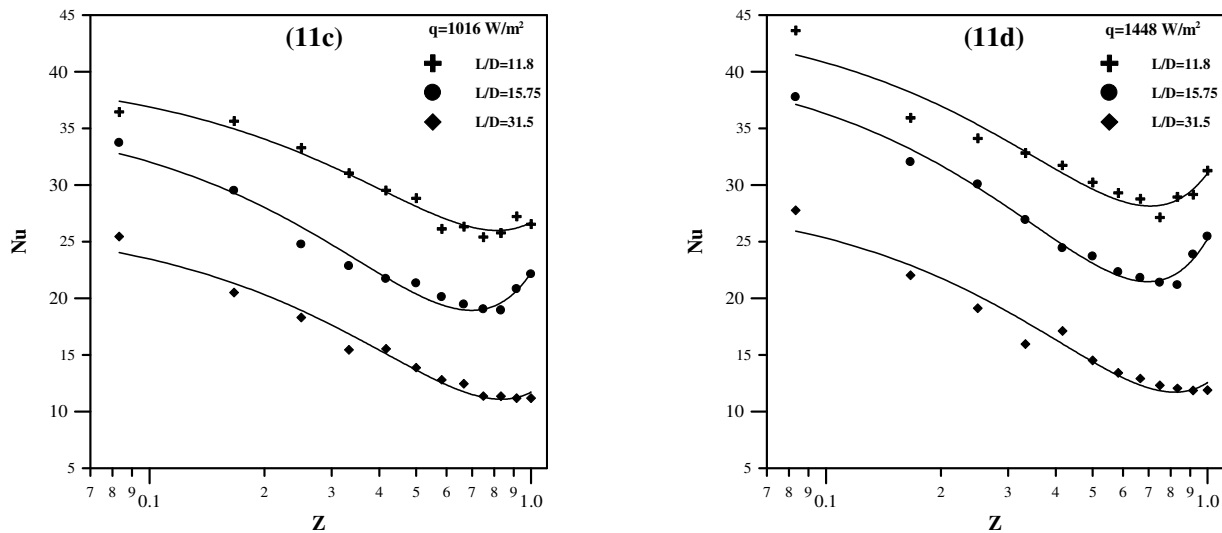 (11c)
q=1016 W/m²
L/D=11.8
L/D=15.75
L/D=31.5
45
40
35
30
25
20
15
10
5
Nu
7 8 9 0.1 2 3 4 5 6 7 8 9 1.0
Z
(11d)
q=1448 W/m²
L/D=11.8
L/D=15.75
L/D=31.5
45
40
35
30
25
20
15
10
5
Nu
7 8 9 0.1 2 3 4 5 6 7 8 9 1.0
Z